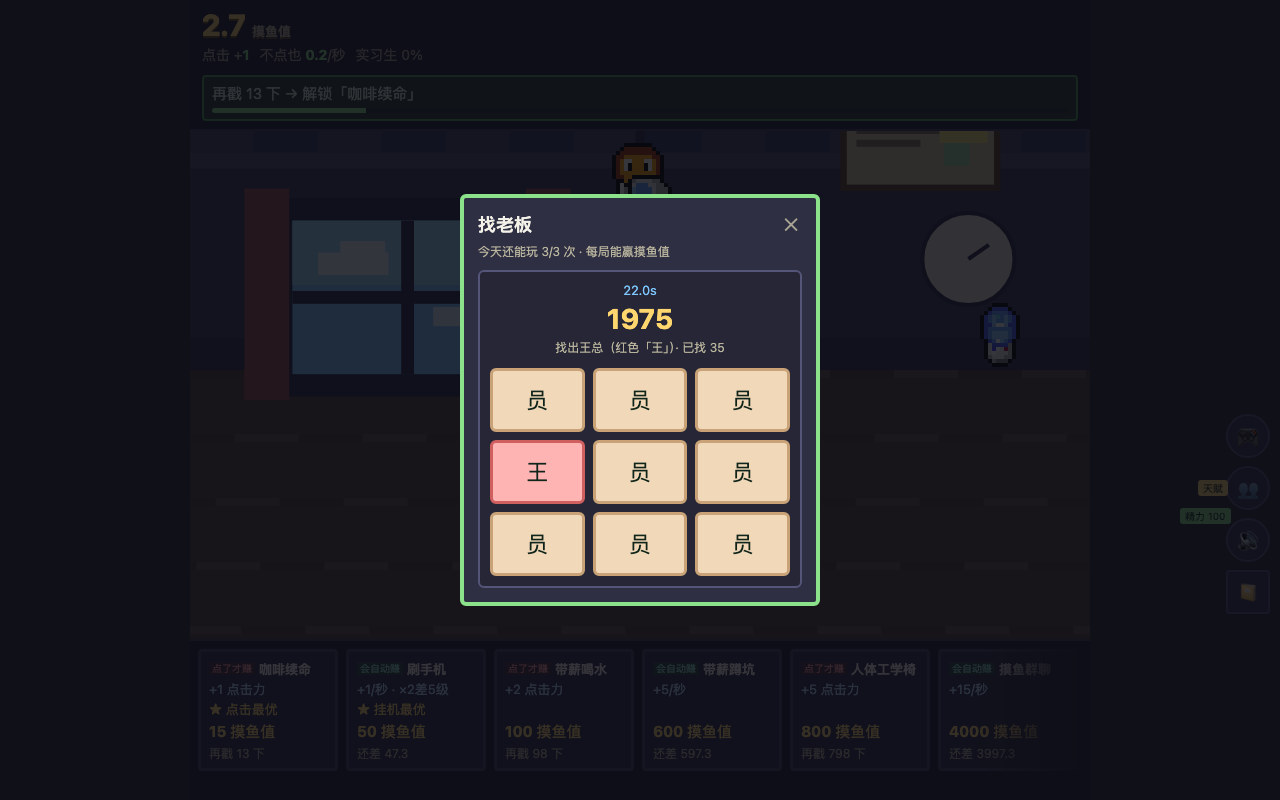 2.7 摸鱼值
点击 +1 不点也 0.2/秒 实习生 0%
再戳 13 下 → 解锁「咖啡续命」
找老板
今天还能玩 3/3 次 · 每局能赢摸鱼值
22.0s
1975
找出王总（红色「王」）· 已找 35
员 员 员
王 员 员
员 员 员
天赋
精力 100
点了才赚 咖啡续命
+1 点击力
★ 点击最优
15 摸鱼值
再戳 13 下
会自动赚 刷手机
+1/秒 · ×2差5级
★ 挂机最优
50 摸鱼值
还差 47.3
点了才赚 带薪喝水
+2 点击力
100 摸鱼值
再戳 98 下
会自动赚 带薪蹲坑
+5/秒
600 摸鱼值
还差 597.3
点了才赚 人体工学椅
+5 点击力
800 摸鱼值
再戳 798 下
会自动赚 摸鱼群聊
+15/秒
4000 摸鱼值
还差 3997.3